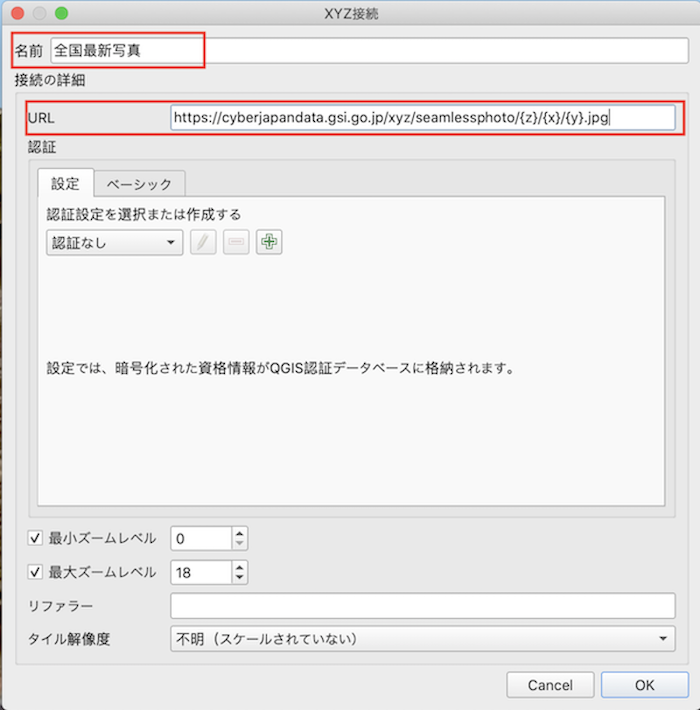 XYZ接続
名前 全国最新写真
接続の詳細
URL https://cyberjapandata.gsi.go.jp/xyz/seamlessphoto/{z}/{x}/{y}.jpg
認証
設定 ベーシック
認証設定を選択または作成する
認証なし
設定では、暗号化された資格情報がQGIS認証データベースに格納されます。
最小ズームレベル 0
最大ズームレベル 18
リファラー
タイル解像度 不明（スケールされていない）
Cancel OK